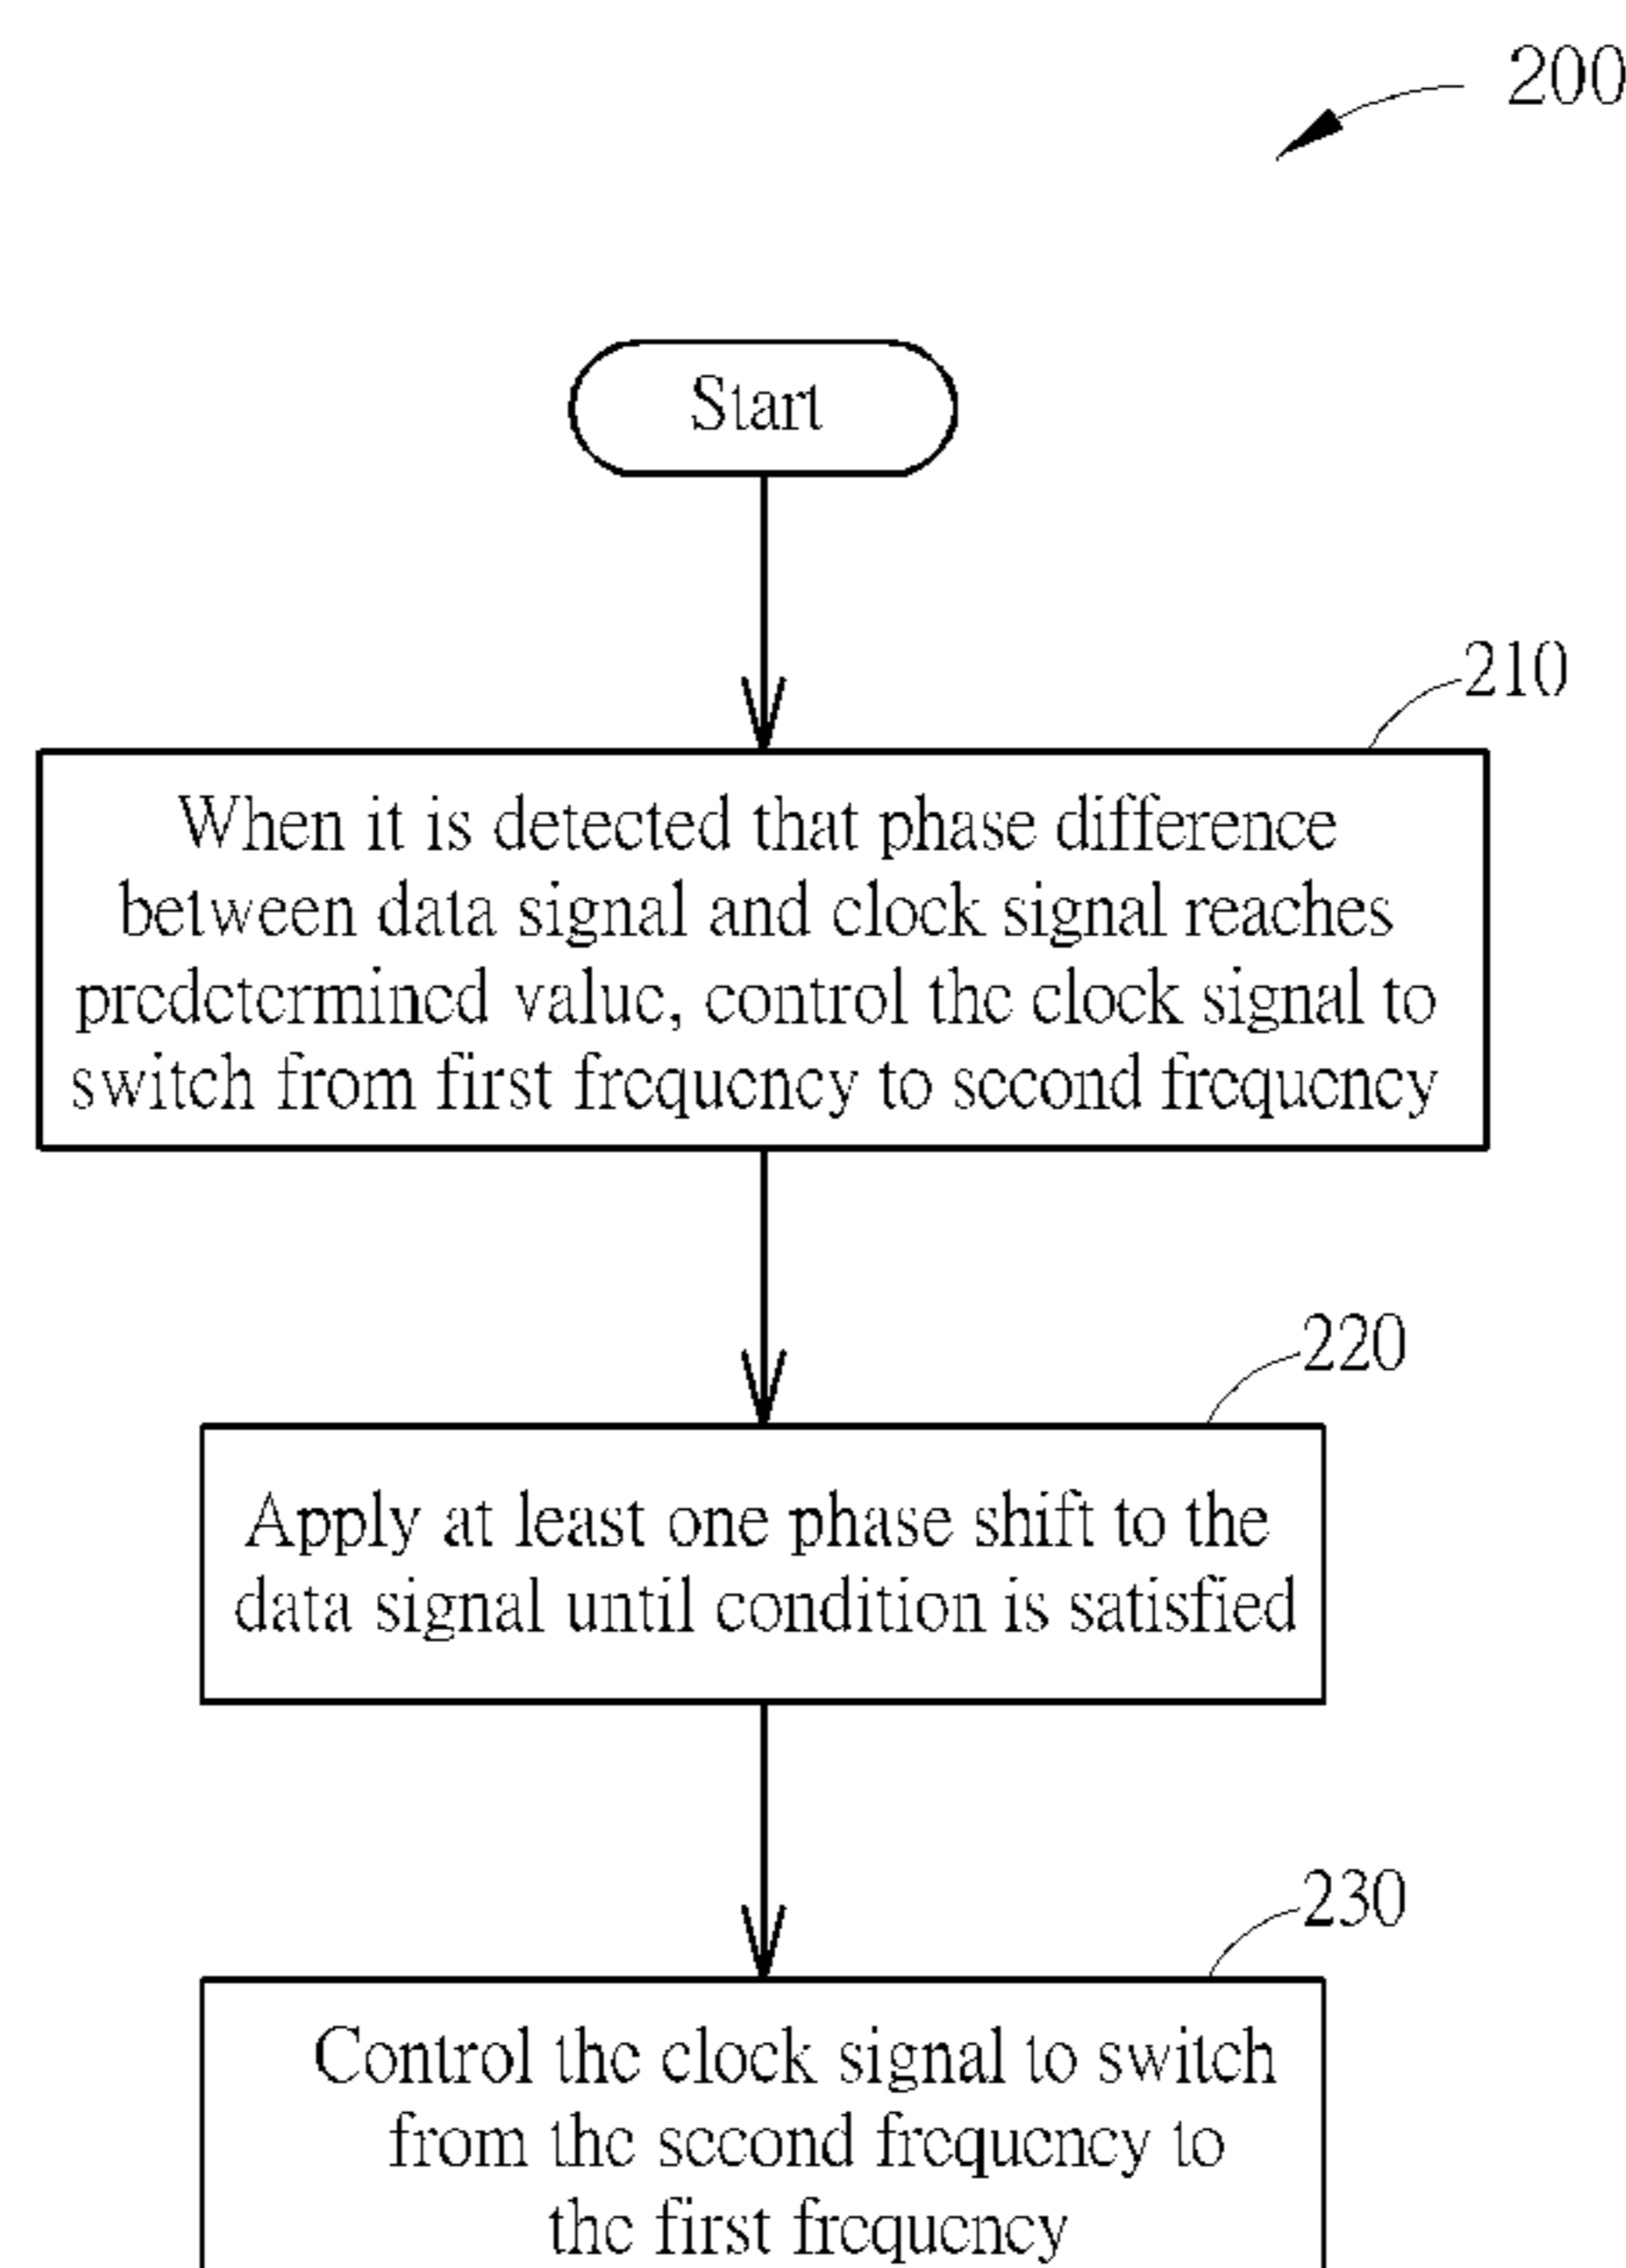 200
Start
210
When it is detected that phase difference
between data signal and clock signal reaches
predetermined value, control the clock signal to
switch from first frequency to second frequency
220
Apply at least one phase shift to the
data signal until condition is satisfied
230
Control the clock signal to switch
from the second frequency to
the first frequency